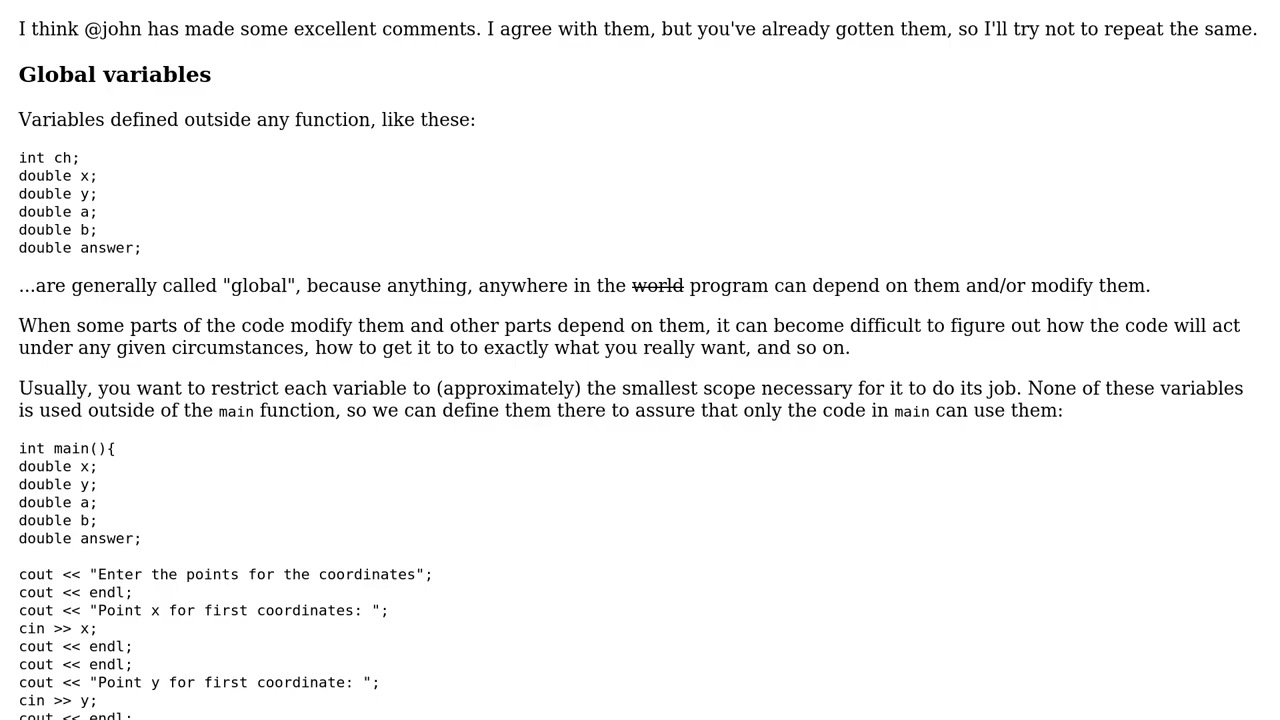 I think @john has made some excellent comments. I agree with them, but you've already gotten them, so I'll try not to repeat the same.
Global variables
Variables defined outside any function, like these:
int ch;
double x;
double y;
double a;
double b;
double answer;
...are generally called "global", because anything, anywhere in the world program can depend on them and/or modify them.
When some parts of the code modify them and other parts depend on them, it can become difficult to figure out how the code will act
under any given circumstances, how to get it to to exactly what you really want, and so on.
Usually, you want to restrict each variable to (approximately) the smallest scope necessary for it to do its job. None of these variables
is used outside of the main function, so we can define them there to assure that only the code in main can use them:
int main(){
double x;
double y;
double a;
double b;
double answer;
cout << "Enter the points for the coordinates";
cout << endl;
cout << "Point x for first coordinates: ";
cin >> x;
cout << endl;
cout << endl;
cout << "Point y for first coordinate: ";
cin >> y;
cout << endl;